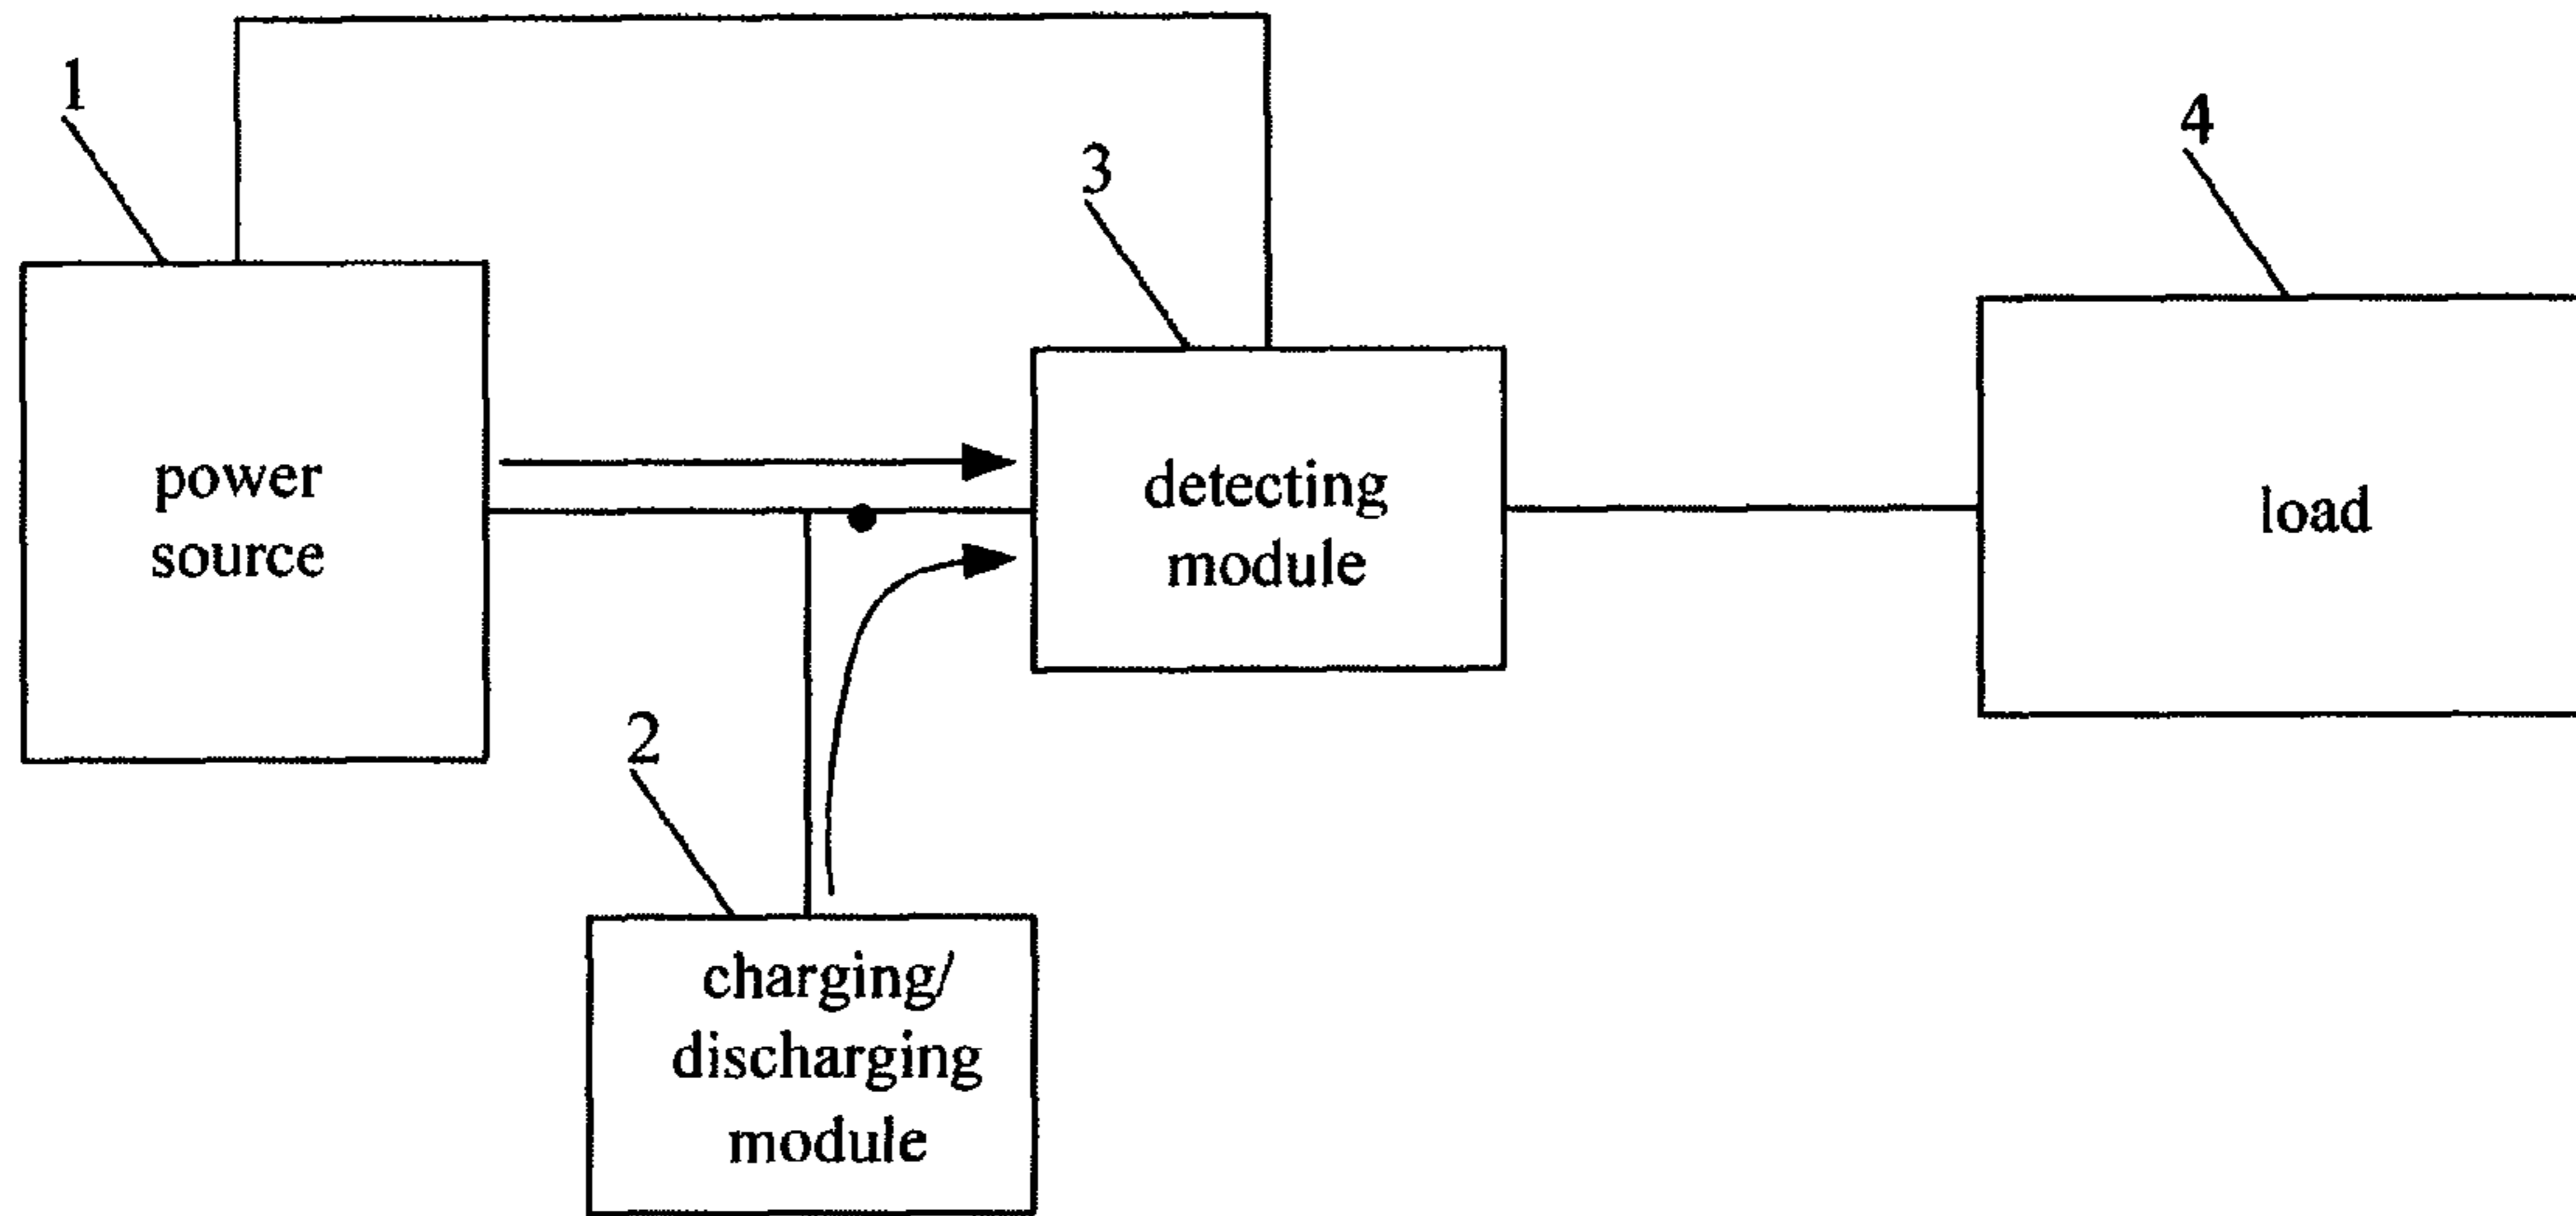 1
3
4
power
source
detecting
module
load
2
charging/
discharging
module